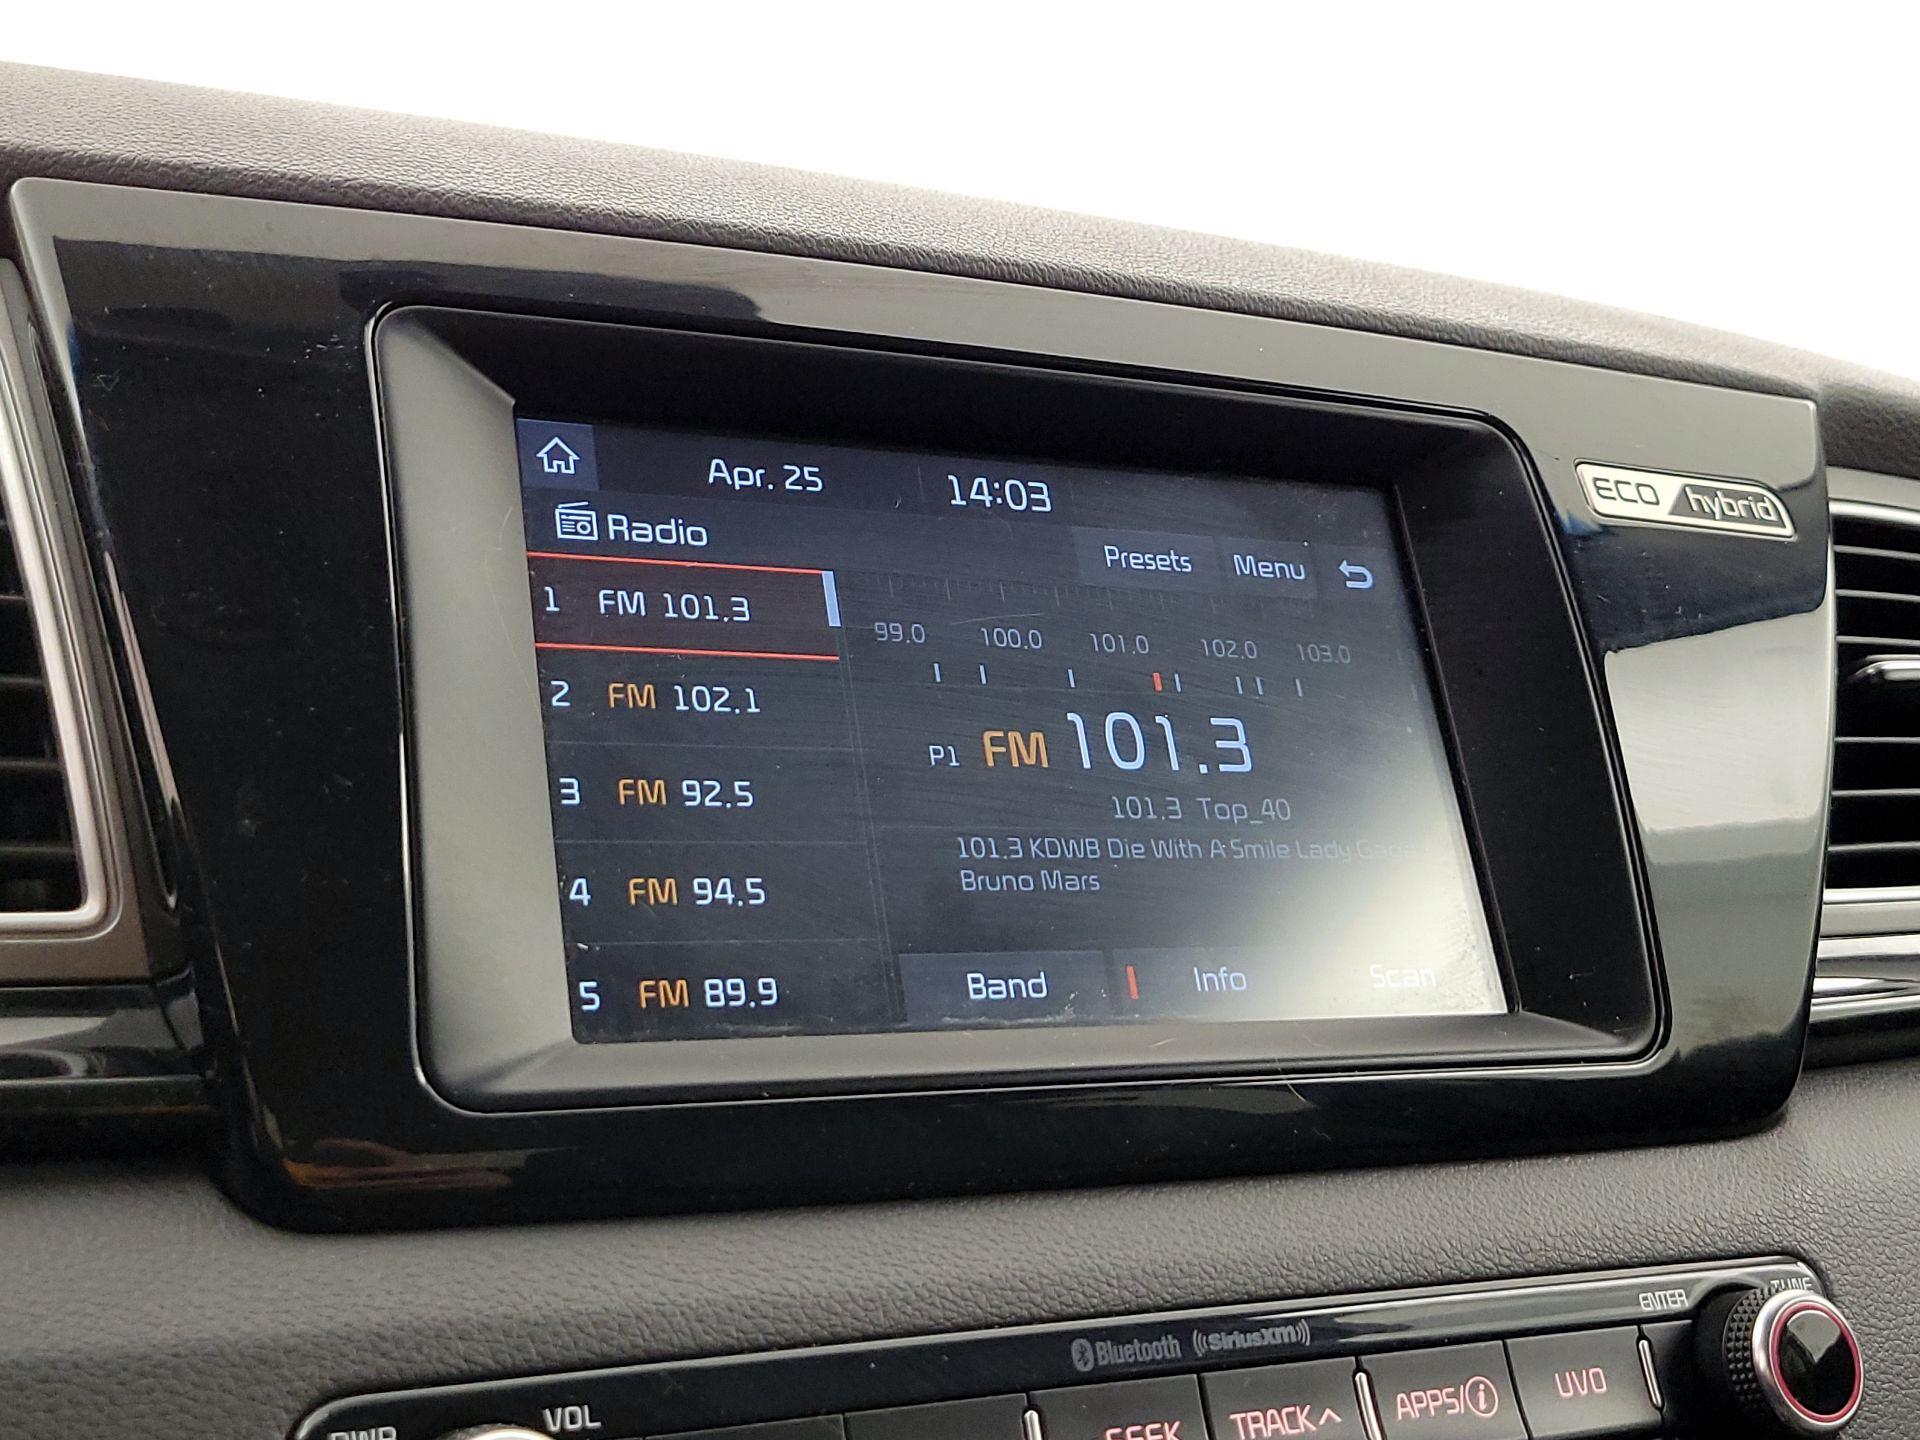 Apr. 25 14:03
Radio
Presets Menu
1 FM 101.3
2 FM 102.1
3 FM 92.5
4 FM 94.5
5 FM 89.9
99.0 100.0 101.0 102.0 103.0
P1 FM 101.3
101.3 Top_40
101.3 KDWB Die With A Smile Lady Gaga
Bruno Mars
Band Info Scan
ECO hybrid
Bluetooth SiriusXM
ENTER TUNE
PWR VOL
SEEK TRACK APPS/i UVO